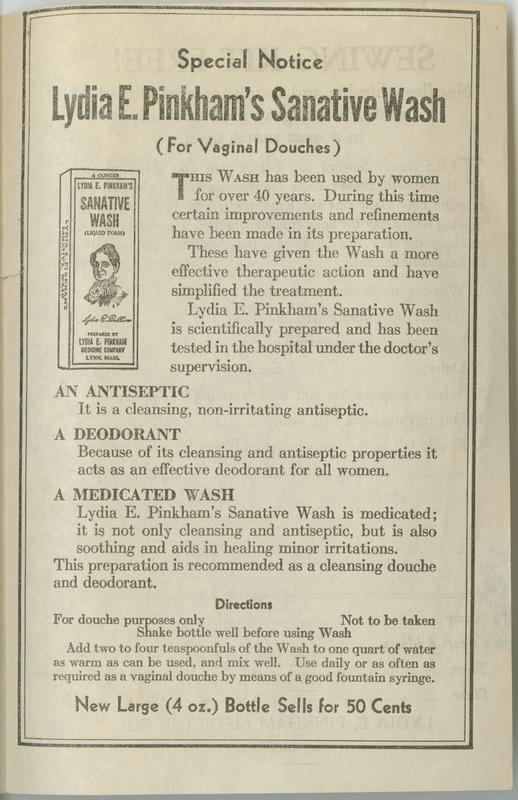 Special Notice
Lydia E. Pinkham's Sanative Wash
(For Vaginal Douches)
4 OUNCES
LYDIA E. PINKHAM'S
SANATIVE
WASH
(LIQUID FORM)
PREPARED BY
LYDIA E. PINKHAM
MEDICINE COMPANY
LYNN, MASS.
THIS WASH has been used by women
for over 40 years. During this time
certain improvements and refinements
have been made in its preparation.
These have given the Wash a more
effective therapeutic action and have
simplified the treatment.
Lydia E. Pinkham's Sanative Wash
is scientifically prepared and has been
tested in the hospital under the doctor's
supervision.
AN ANTISEPTIC
It is a cleansing, non-irritating antiseptic.
A DEODORANT
Because of its cleansing and antiseptic properties it
acts as an effective deodorant for all women.
A MEDICATED WASH
Lydia E. Pinkham's Sanative Wash is medicated;
it is not only cleansing and antiseptic, but is also
soothing and aids in healing minor irritations.
This preparation is recommended as a cleansing douche
and deodorant.
Directions
For douche purposes only Not to be taken
Shake bottle well before using Wash
Add two to four teaspoonfuls of the Wash to one quart of water
as warm as can be used, and mix well. Use daily or as often as
required as a vaginal douche by means of a good fountain syringe.
New Large (4 oz.) Bottle Sells for 50 Cents